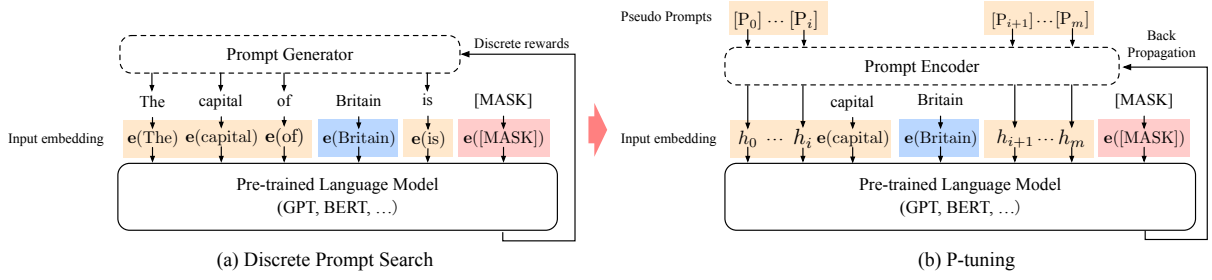 Prompt Generator
Discrete rewards
The capital of Britain is [MASK]
Input embedding e(The) e(capital) e(of) e(Britain) e(is) e([MASK])
Pre-trained Language Model
(GPT, BERT, …)
(a) Discrete Prompt Search
Pseudo Prompts [P₀] ⋯ [Pᵢ] [Pᵢ₊₁] ⋯ [Pₘ]
Back
Propagation
Prompt Encoder
capital Britain [MASK]
Input embedding h₀ ⋯ hᵢ e(capital) e(Britain) hᵢ₊₁ ⋯ hₘ e([MASK])
Pre-trained Language Model
(GPT, BERT, …)
(b) P-tuning